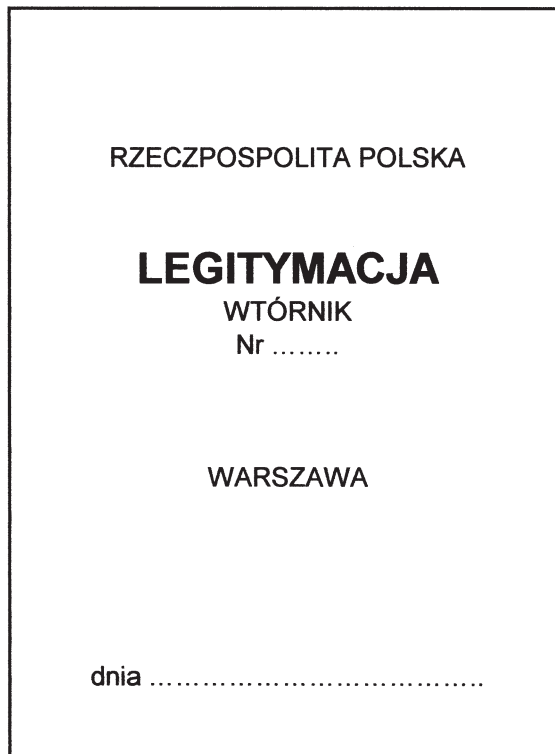 RZECZPOSPOLITA POLSKA
LEGITYMACJA
WTÓRNIK
Nr ........
WARSZAWA
dnia ......................................